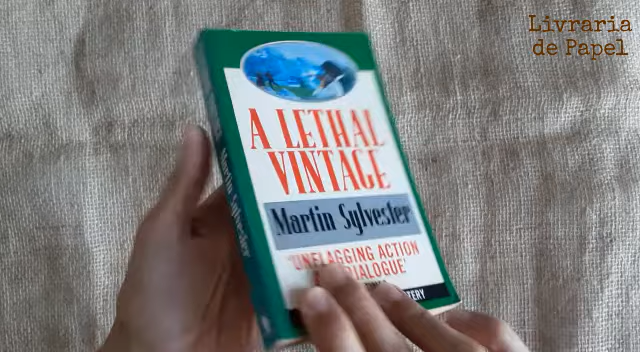 Livraria
de Papel
A LETHAL
VINTAGE
Martin Sylvester
'UNFLAGGING ACTION
DIALOGUE'
Martin Sylvester